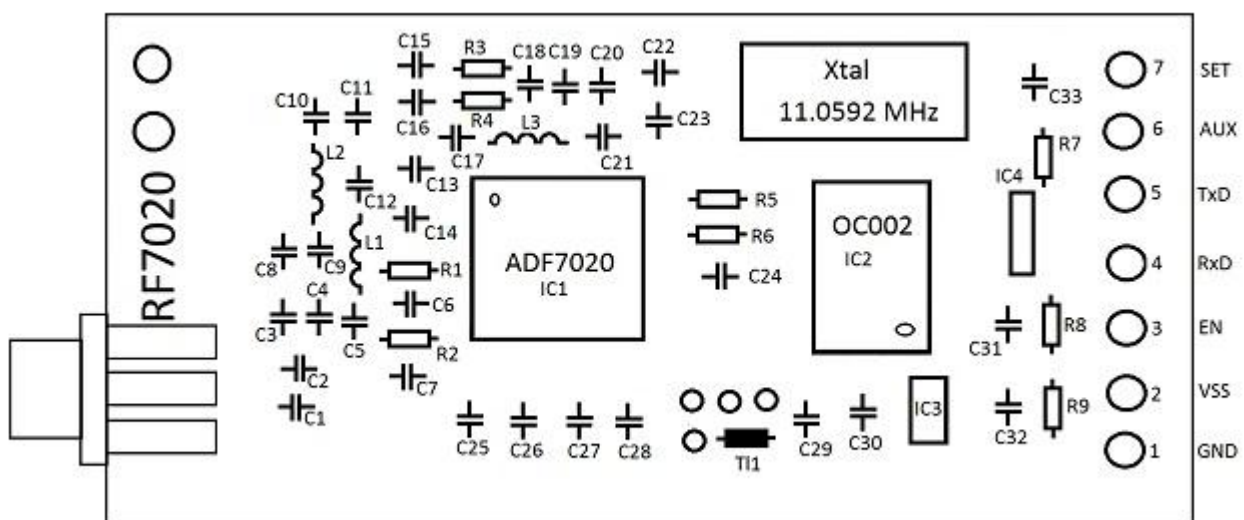 C15
R3
C18
C19
C20
C22
Xtal
11.0592 MHz
7
SET
C33
C10
C11
C16
R4
L3
C23
6
AUX
R7
L2
C17
C21
C13
IC4
C12
5
TxD
R5
OC002
IC2
RF7020
C14
L1
R6
ADF7020
IC1
C8
C9
R1
C24
4
RxD
C4
C6
C3
C5
R2
C31
R8
3
EN
C2
C7
C1
IC3
R9
2
VSS
C25
C26
C27
C28
TI1
C29
C30
C32
1
GND